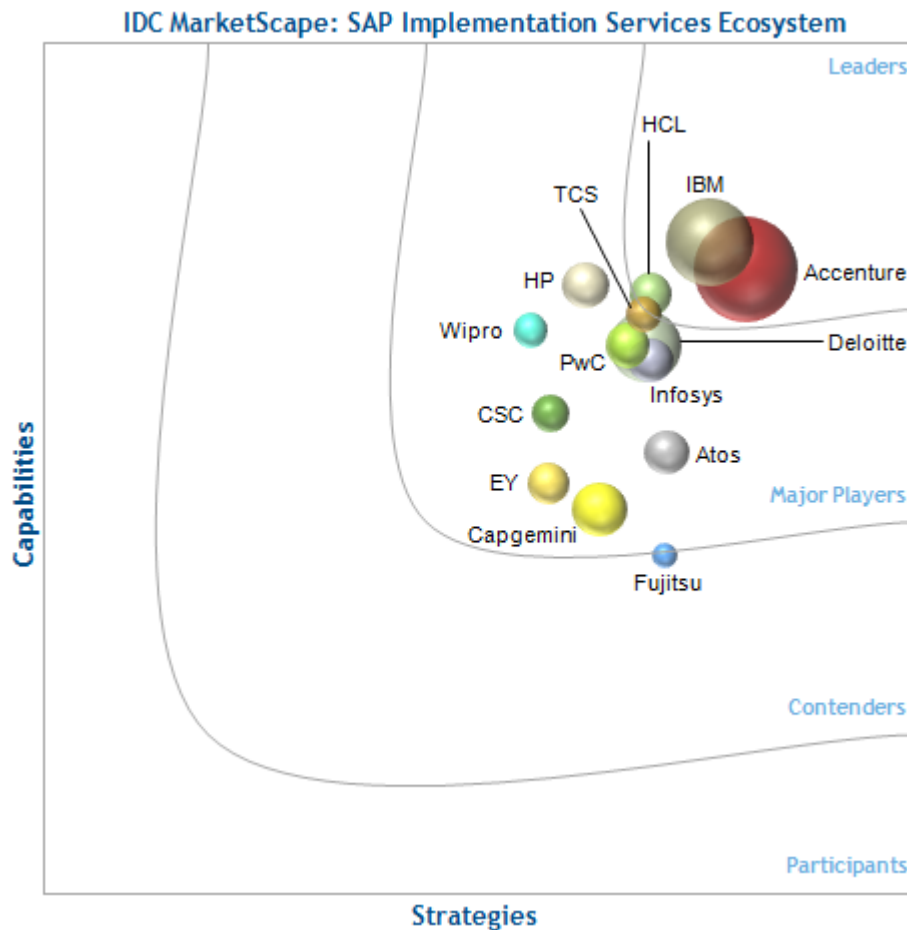 IDC MarketScape: SAP Implementation Services Ecosystem
Leaders
HCL
IBM
TCS
HP
Accenture
Wipro
Deloitte
PwC
Infosys
CSC
Atos
EY
Major Players
Capgemini
Fujitsu
Capabilities
Contenders
Participants
Strategies